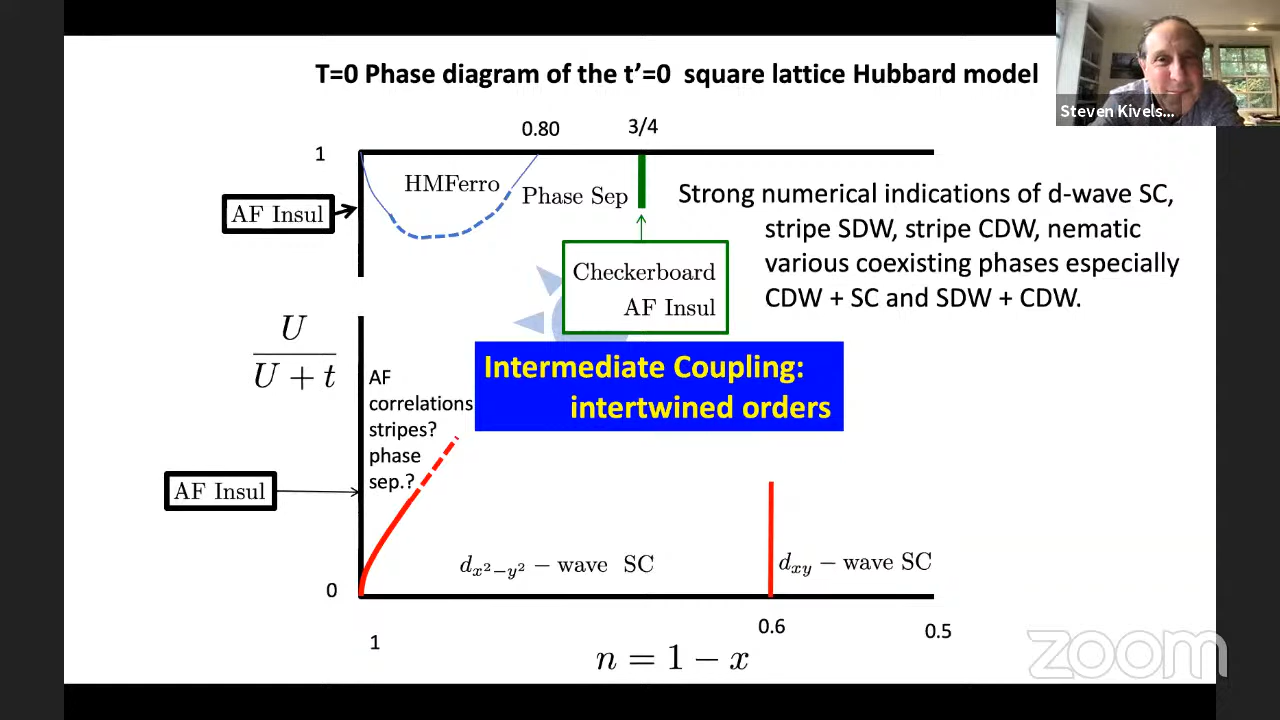 T=0 Phase diagram of the t’=0 square lattice Hubbard model
Steven Kivels...
0.80
3/4
1
HMFerro
Phase Sep
AF Insul
Strong numerical indications of d-wave SC,
stripe SDW, stripe CDW, nematic
various coexisting phases especially
CDW + SC and SDW + CDW.
Checkerboard
AF Insul
U
U + t
Intermediate Coupling:
intertwined orders
AF
correlations
stripes?
phase
sep.?
AF Insul
d_{x²−y²} − wave SC
d_{xy} − wave SC
0
1
0.6
0.5
n = 1 − x
zoom